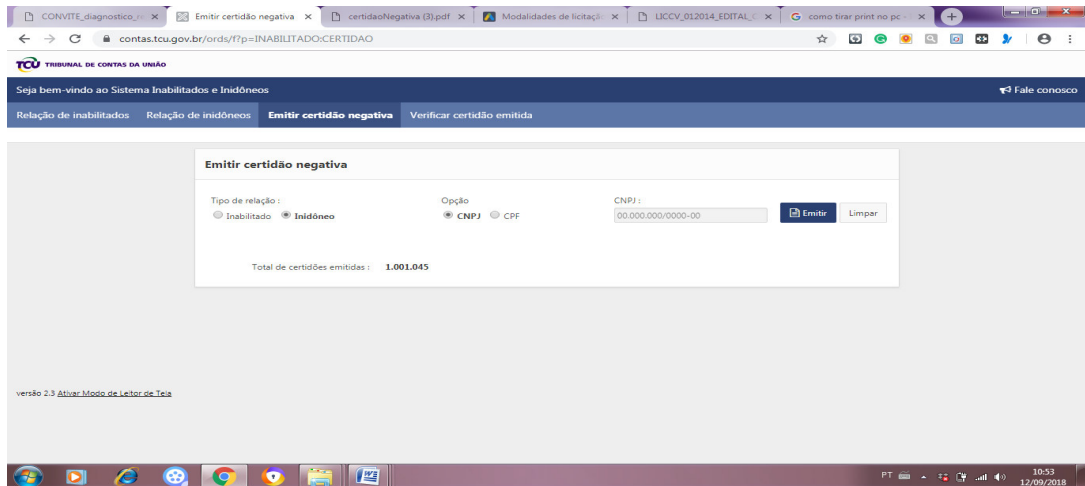 CONVITE_diagnostico_r
Emitir certidão negativa
certidaoNegativa (3).pdf
Modalidades de licitaçã
LICCV_012014_EDITAL_C
como tirar print no pc -
contas.tcu.gov.br/ords/f?p=INABILITADO:CERTIDAO
TCU TRIBUNAL DE CONTAS DA UNIÃO
Seja bem-vindo ao Sistema Inabilitados e Inidôneos
Fale conosco
Relação de inabilitados Relação de inidôneos Emitir certidão negativa Verificar certidão emitida
Emitir certidão negativa
Tipo de relação : Opção CNPJ :
Inabilitado Inidôneo CNPJ CPF 00.000.000/0000-00 Emitir Limpar
Total de certidões emitidas : 1.001.045
versão 2.3 Ativar Modo de Leitor de Tela
PT 10:53
12/09/2018